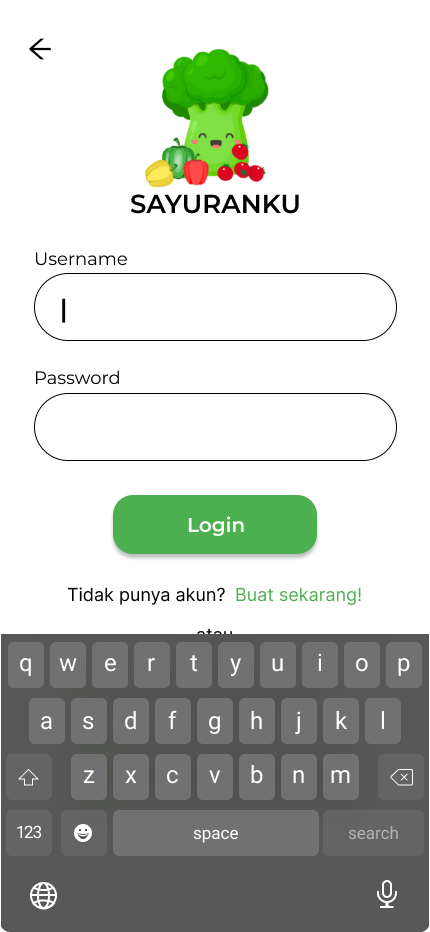 SAYURANKU
Username
Password
Login
Tidak punya akun? Buat sekarang!
atau
q w e r t y u i o p
a s d f g h j k l
z x c v b n m
123 space search